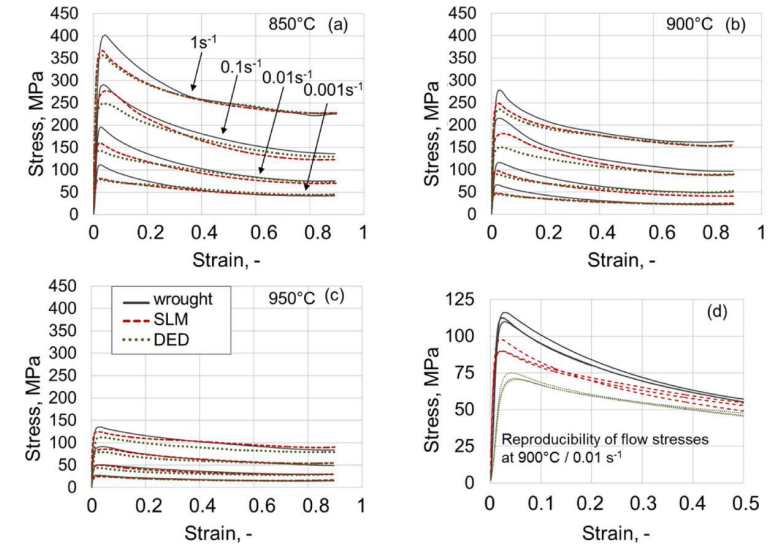 850°C (a)
450
400
350
300
250
200
150
100
50
0
Stress, MPa
1s-1
0.1s-1
0.01s-1
0.001s-1
0 0.2 0.4 0.6 0.8 1
Strain, -
900°C (b)
450
400
350
300
250
200
150
100
50
0
Stress, MPa
0 0.2 0.4 0.6 0.8 1
Strain, -
950°C (c)
450
400
350
300
250
200
150
100
50
0
Stress, MPa
wrought
SLM
DED
0 0.2 0.4 0.6 0.8 1
Strain, -
(d)
125
100
75
50
25
0
Stress, MPa
Reproducibility of flow stresses
at 900°C / 0.01 s-1
0 0.1 0.2 0.3 0.4 0.5
Strain, -